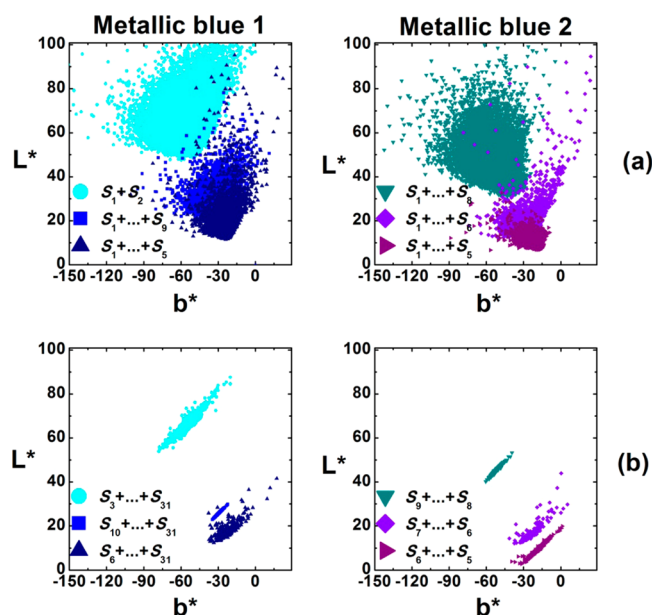 Metallic blue 1
Metallic blue 2
100
80
60
40
20
0
L*
S1+S2
S1+...+S9
S1+...+S5
-150 -120 -90 -60 -30 0
b*
100
80
60
40
20
0
L*
S1+...+S8
S1+...+S6
S1+...+S5
-150 -120 -90 -60 -30 0
b*
(a)
100
80
60
40
20
0
L*
S3+...+S31
S10+...+S31
S6+...+S31
-150 -120 -90 -60 -30 0
b*
100
80
60
40
20
0
L*
S9+...+S8
S7+...+S6
S6+...+S5
-150 -120 -90 -60 -30 0
b*
(b)